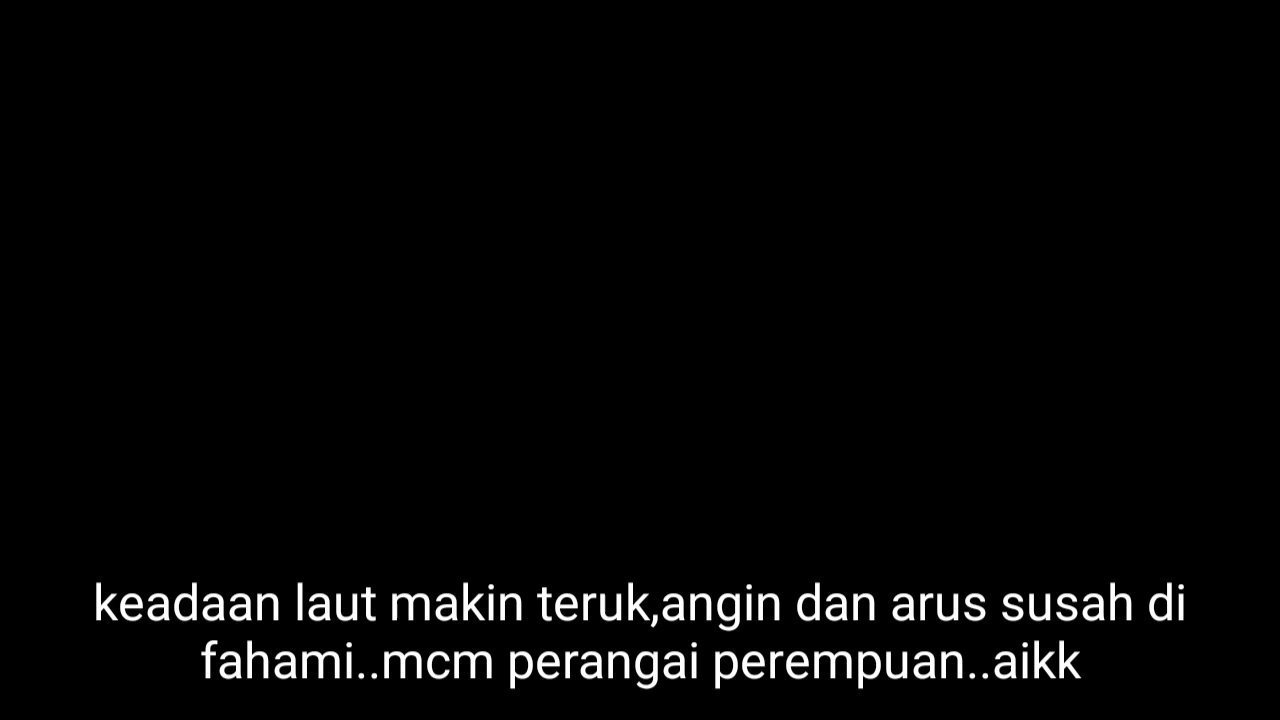 keadaan laut makin teruk,angin dan arus susah di
fahami..mcm perangai perempuan..aikk